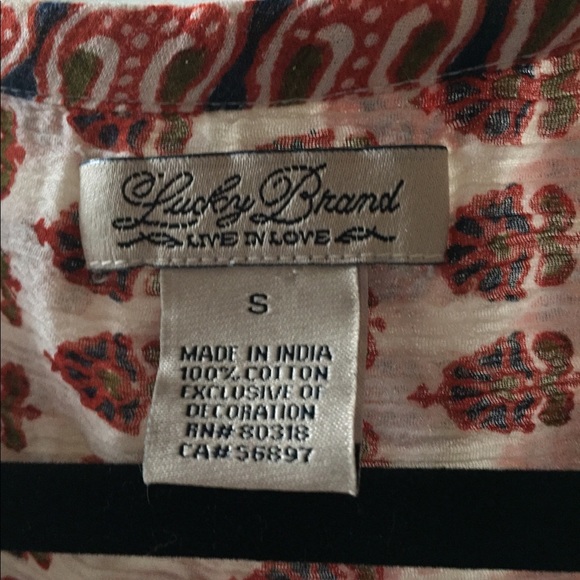 Lucky Brand
LIVE IN LOVE
S
MADE IN INDIA
100% COTTON
EXCLUSIVE OF
DECORATION
RN# 80318
CA# 56897